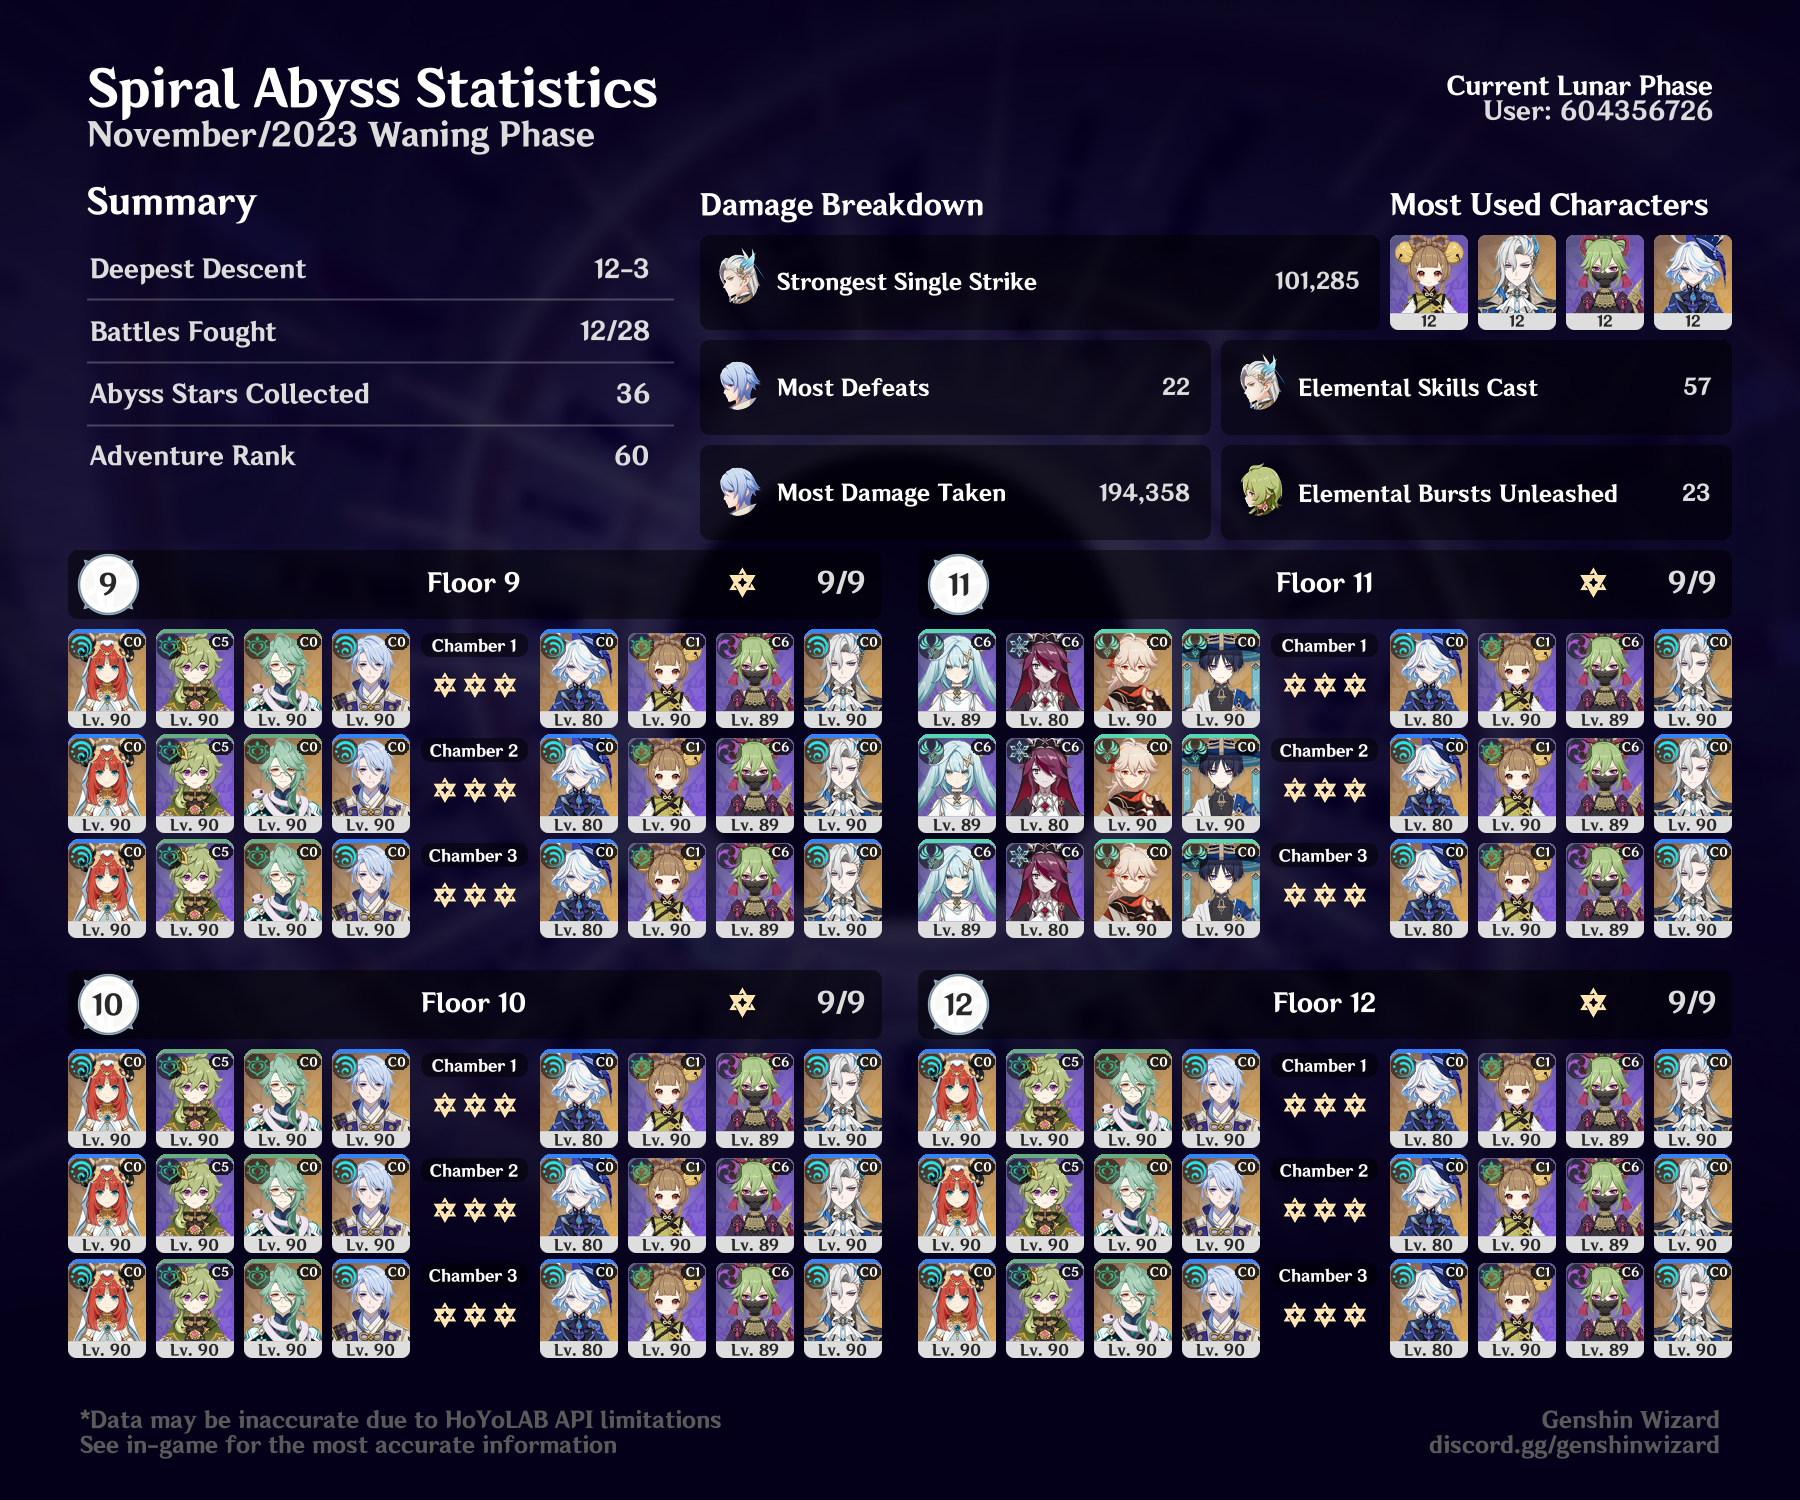 Spiral Abyss Statistics
November/2023 Waning Phase
Current Lunar Phase
User: 604356726
Summary
Deepest Descent 12-3
Battles Fought 12/28
Abyss Stars Collected 36
Adventure Rank 60
Damage Breakdown
Strongest Single Strike 101,285
Most Defeats 22
Elemental Skills Cast 57
Most Damage Taken 194,358
Elemental Bursts Unleashed 23
Most Used Characters
12 12 12 12
9 Floor 9 9/9
C0 C5 C0 C0 Chamber 1 C0 C1 C6 C0
Lv. 90 Lv. 90 Lv. 90 Lv. 90 Lv. 80 Lv. 90 Lv. 89 Lv. 90
C0 C5 C0 C0 Chamber 2 C0 C1 C6 C0
Lv. 90 Lv. 90 Lv. 90 Lv. 90 Lv. 80 Lv. 90 Lv. 89 Lv. 90
C0 C5 C0 C0 Chamber 3 C0 C1 C6 C0
Lv. 90 Lv. 90 Lv. 90 Lv. 90 Lv. 80 Lv. 90 Lv. 89 Lv. 90
11 Floor 11 9/9
C6 C6 C0 C0 Chamber 1 C0 C1 C6 C0
Lv. 89 Lv. 80 Lv. 90 Lv. 90 Lv. 80 Lv. 90 Lv. 89 Lv. 90
C6 C6 C0 C0 Chamber 2 C0 C1 C6 C0
Lv. 89 Lv. 80 Lv. 90 Lv. 90 Lv. 80 Lv. 90 Lv. 89 Lv. 90
C6 C6 C0 C0 Chamber 3 C0 C1 C6 C0
Lv. 89 Lv. 80 Lv. 90 Lv. 90 Lv. 80 Lv. 90 Lv. 89 Lv. 90
10 Floor 10 9/9
C0 C5 C0 C0 Chamber 1 C0 C1 C6 C0
Lv. 90 Lv. 90 Lv. 90 Lv. 90 Lv. 80 Lv. 90 Lv. 89 Lv. 90
C0 C5 C0 C0 Chamber 2 C0 C1 C6 C0
Lv. 90 Lv. 90 Lv. 90 Lv. 90 Lv. 80 Lv. 90 Lv. 89 Lv. 90
C0 C5 C0 C0 Chamber 3 C0 C1 C6 C0
Lv. 90 Lv. 90 Lv. 90 Lv. 90 Lv. 80 Lv. 90 Lv. 89 Lv. 90
12 Floor 12 9/9
C0 C5 C0 C0 Chamber 1 C0 C1 C6 C0
Lv. 90 Lv. 90 Lv. 90 Lv. 90 Lv. 80 Lv. 90 Lv. 89 Lv. 90
C0 C5 C0 C0 Chamber 2 C0 C1 C6 C0
Lv. 90 Lv. 90 Lv. 90 Lv. 90 Lv. 80 Lv. 90 Lv. 89 Lv. 90
C0 C5 C0 C0 Chamber 3 C0 C1 C6 C0
Lv. 90 Lv. 90 Lv. 90 Lv. 90 Lv. 80 Lv. 90 Lv. 89 Lv. 90
*Data may be inaccurate due to HoYoLAB API limitations
See in-game for the most accurate information
Genshin Wizard
discord.gg/genshinwizard